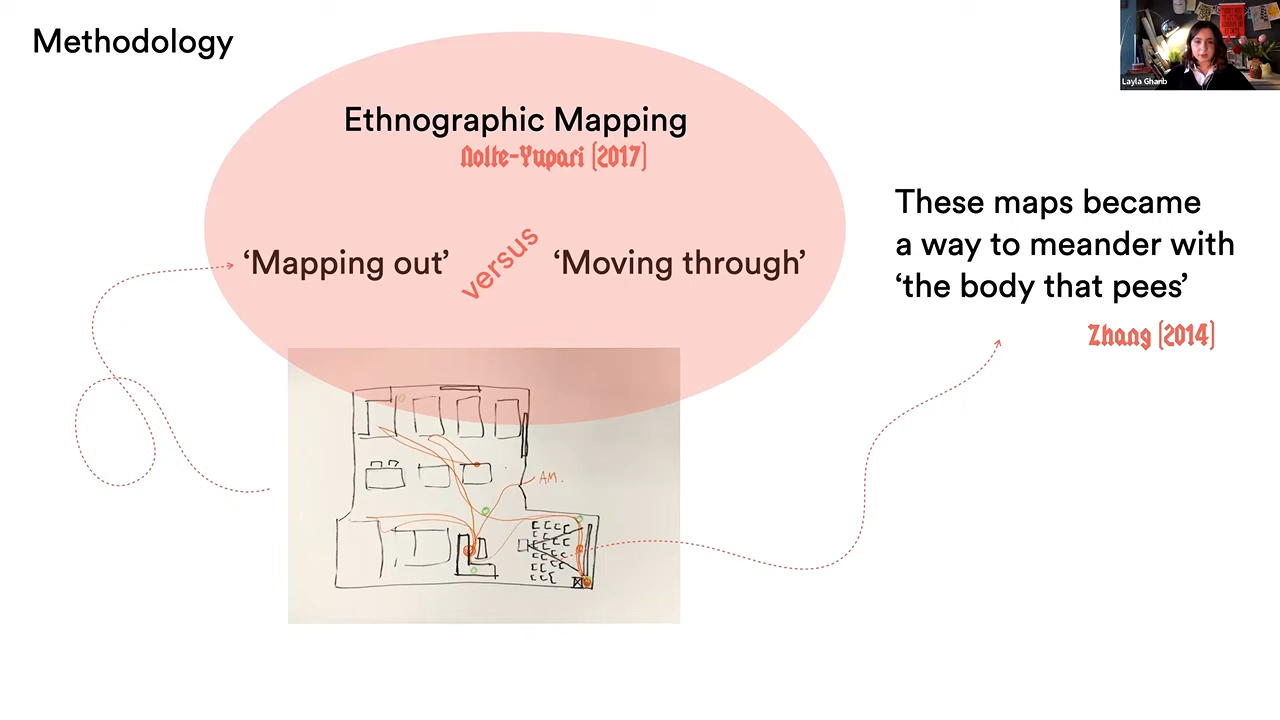 Methodology
Layla Gharib
Ethnographic Mapping
Nolte-Yupari (2017)
‘Mapping out’ versus ‘Moving through’
These maps became
a way to meander with
‘the body that pees’
Zhang (2014)
AM.